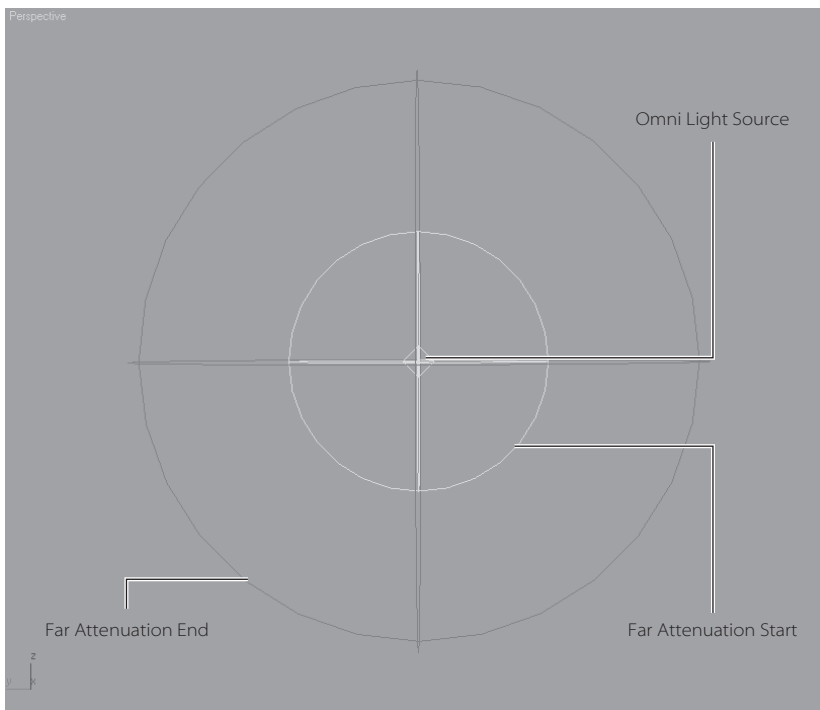 Perspective
Omni Light Source
Far Attenuation End
Far Attenuation Start
z
y x